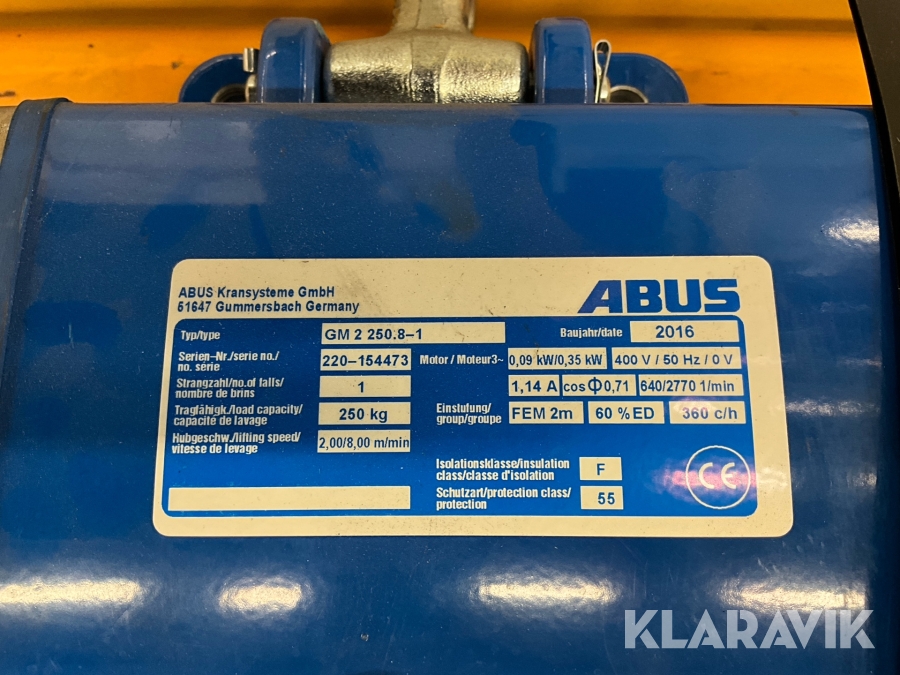 ABUS Kransysteme GmbH
51647 Gummersbach Germany
ABUS
Typ/type
GM 2 250.8-1
Baujahr/date
2016
Serien-Nr./serie no./
no. série
220-154473
Motor / Moteur3~
0,09 kW/0,35 kW
400 V / 50 Hz / 0 V
Strangzahl/no.of falls/
nombre de brins
1
1,14 A
cos Φ 0,71
640/2770 1/min
Tragfähigk./load capacity/
capacite de lavage
250 kg
Einstufung/
group/groupe
FEM 2m
60 % ED
360 c/h
Hubgeschw./lifting speed/
vitesse de levage
2,00/8,00 m/min
Isolationsklasse/insulation
class/classe d'isolation
F
Schutzart/protection class/
protection
55
CE
KLARAVIK